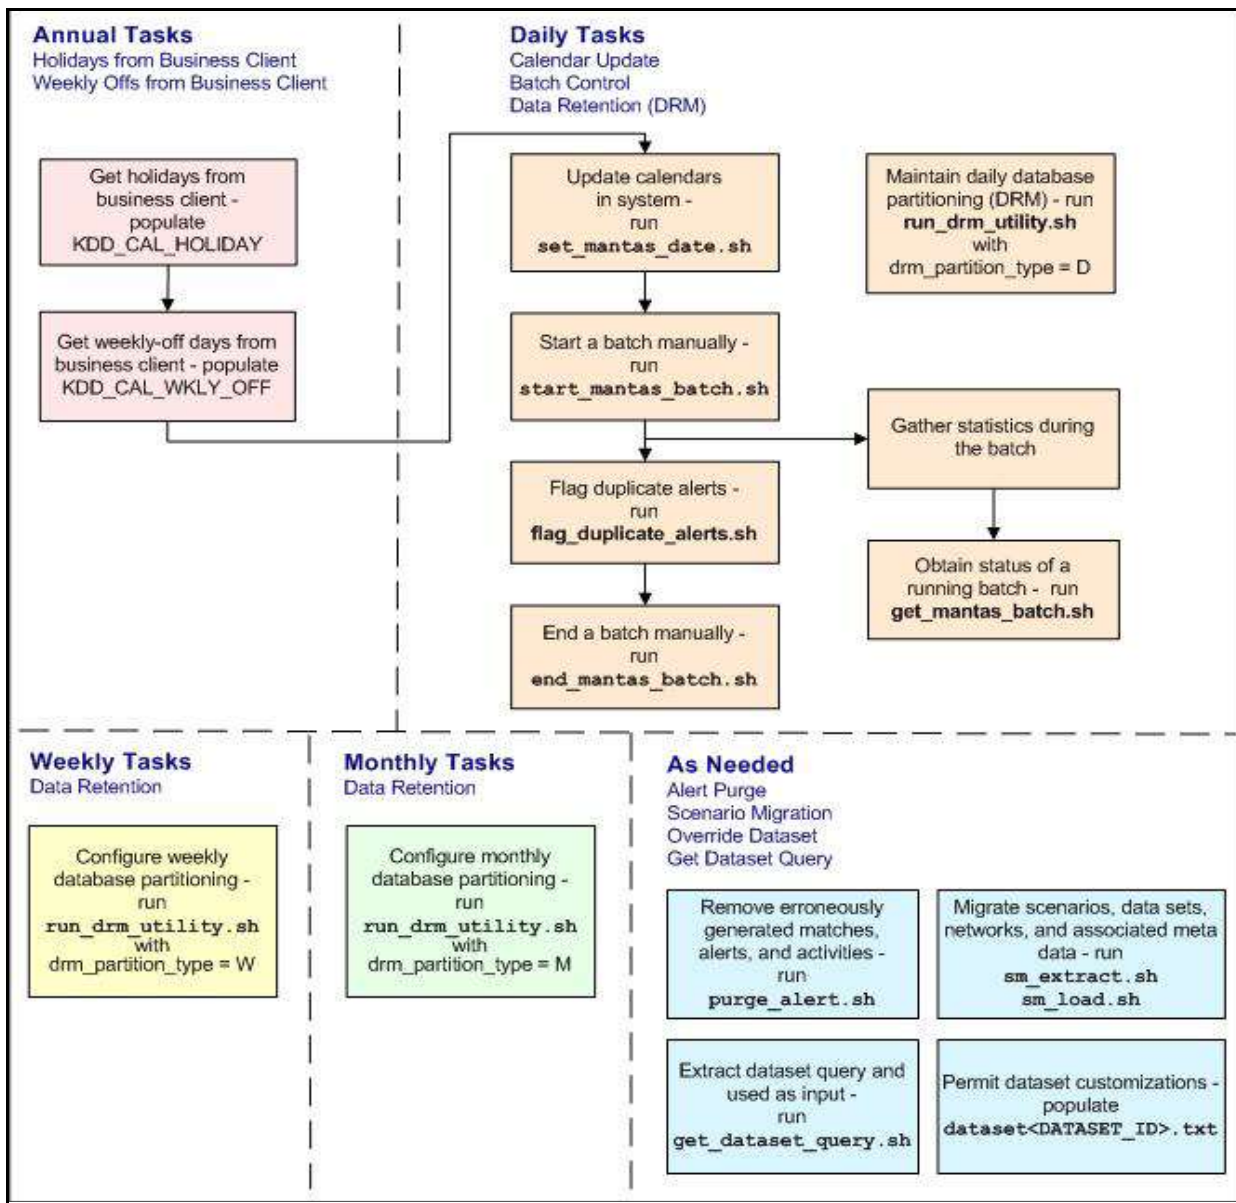 Annual Tasks
Holidays from Business Client
Weekly Offs from Business Client
Get holidays from
business client -
populate
KDD_CAL_HOLIDAY
Get weekly-off days from
business client - populate
KDD_CAL_WKLY_OFF
Daily Tasks
Calendar Update
Batch Control
Data Retention (DRM)
Update calendars
in system -
run
set_mantas_date.sh
Start a batch manually -
run
start_mantas_batch.sh
Flag duplicate alerts -
run
flag_duplicate_alerts.sh
End a batch manually -
run
end_mantas_batch.sh
Maintain daily database
partitioning (DRM) - run
run_drm_utility.sh
with
drm_partition_type = D
Gather statistics during
the batch
Obtain status of a
running batch - run
get_mantas_batch.sh
Weekly Tasks
Data Retention
Configure weekly
database partitioning -
run
run_drm_utility.sh
with
drm_partition_type = W
Monthly Tasks
Data Retention
Configure monthly
database partitioning -
run
run_drm_utility.sh
with
drm_partition_type = M
As Needed
Alert Purge
Scenario Migration
Override Dataset
Get Dataset Query
Remove erroneously
generated matches,
alerts, and activities -
run
purge_alert.sh
Migrate scenarios, data sets,
networks, and associated meta
data - run
sm_extract.sh
sm_load.sh
Extract dataset query and
used as input -
run
get_dataset_query.sh
Permit dataset customizations -
populate
dataset<DATASET_ID>.txt